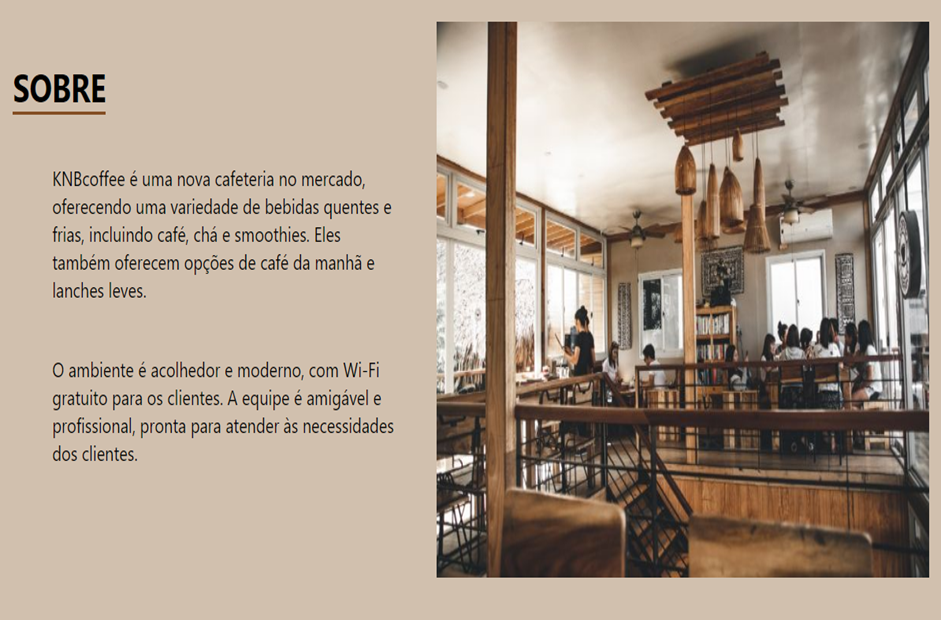 SOBRE
KNBcoffee é uma nova cafeteria no mercado,
oferecendo uma variedade de bebidas quentes e
frias, incluindo café, chá e smoothies. Eles
também oferecem opções de café da manhã e
lanches leves.
O ambiente é acolhedor e moderno, com Wi-Fi
gratuito para os clientes. A equipe é amigável e
profissional, pronta para atender às necessidades
dos clientes.